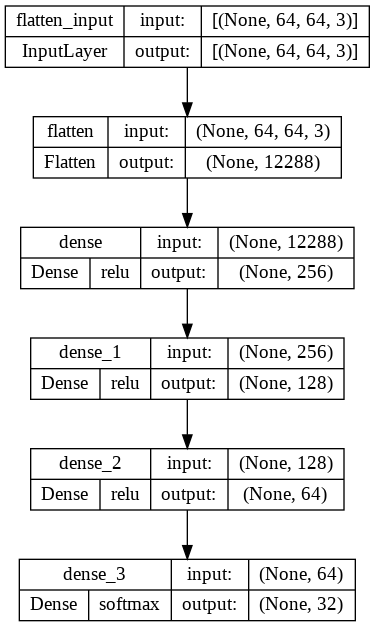 flatten_input input: [(None, 64, 64, 3)]
InputLayer output: [(None, 64, 64, 3)]
flatten input: (None, 64, 64, 3)
Flatten output: (None, 12288)
dense input: (None, 12288)
Dense relu output: (None, 256)
dense_1 input: (None, 256)
Dense relu output: (None, 128)
dense_2 input: (None, 128)
Dense relu output: (None, 64)
dense_3 input: (None, 64)
Dense softmax output: (None, 32)